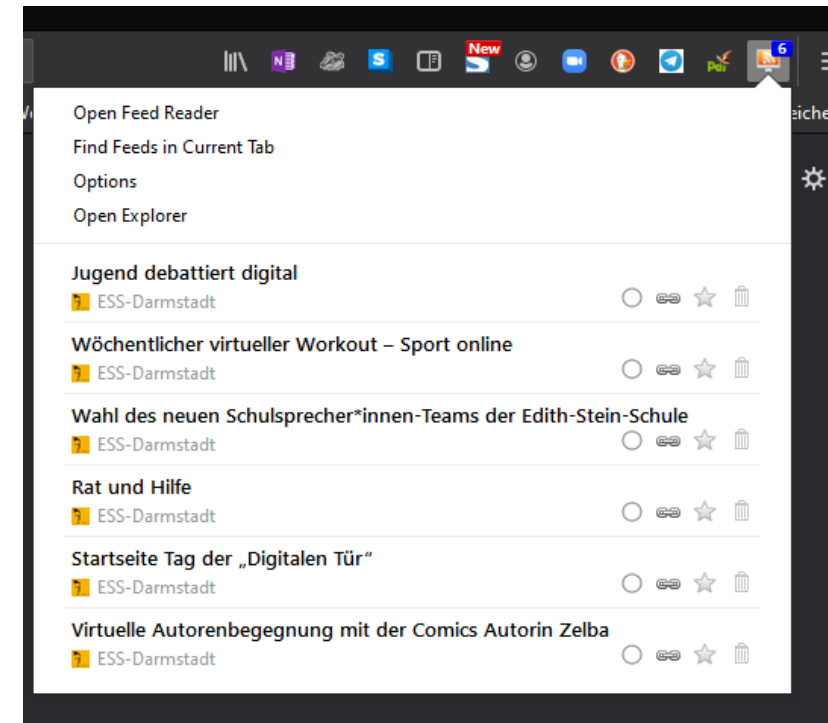 New
6
N
S
Pdf
eiche
Open Feed Reader
Find Feeds in Current Tab
Options
Open Explorer
Jugend debattiert digital
ESS-Darmstadt
Wöchentlicher virtueller Workout – Sport online
ESS-Darmstadt
Wahl des neuen Schulsprecher*innen-Teams der Edith-Stein-Schule
ESS-Darmstadt
Rat und Hilfe
ESS-Darmstadt
Startseite Tag der „Digitalen Tür“
ESS-Darmstadt
Virtuelle Autorenbegegnung mit der Comics Autorin Zelba
ESS-Darmstadt